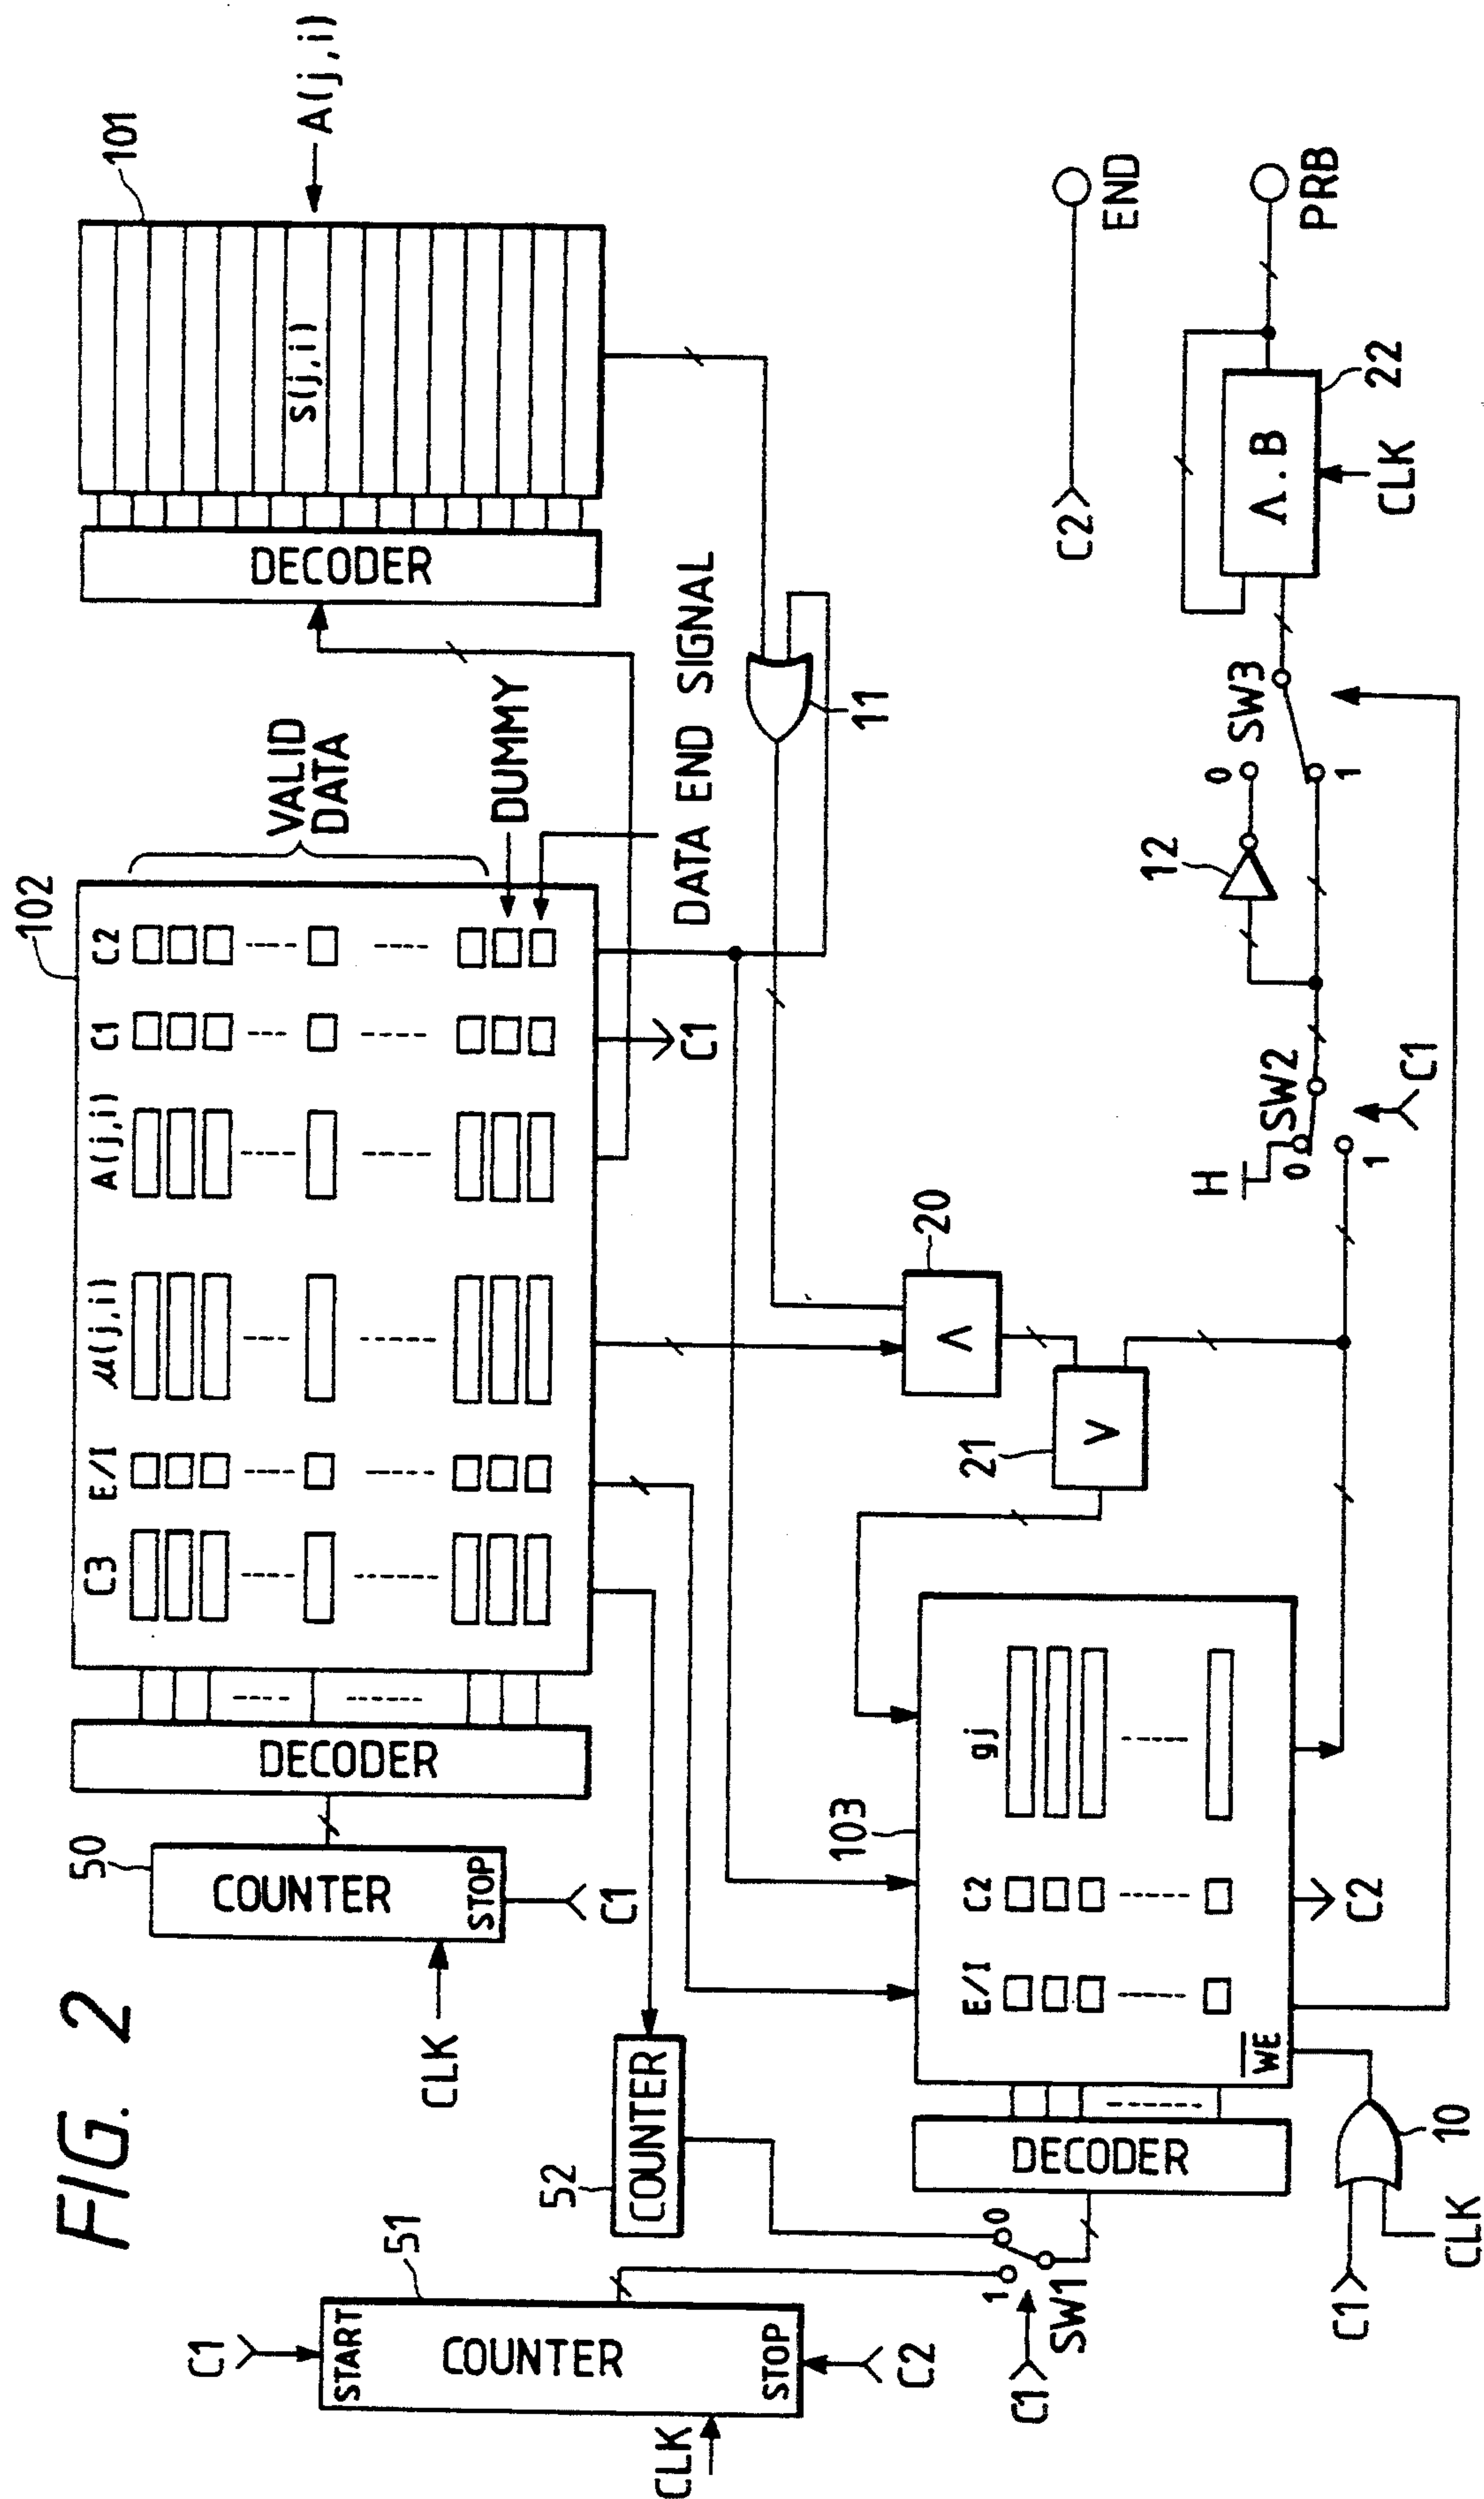 FIG. 2
101
A(j,i)
s(j,i)
DECODER
102
C3
E/I
μ(j,i)
A(j,i)
C1
C2
VALID
DATA
DUMMY
DATA END SIGNAL
DECODER
50
COUNTER
STOP
CLK
C1
C1
11
51
C1
START
COUNTER
STOP
CLK
C2
52
COUNTER
103
E/I
C2
gj
WE
DECODER
C2
0
1
SW1
C1
C1
CLK
10
20
Λ
21
V
H
SW2
0
1
C1
12
0
SW3
1
Λ.B
22
CLK
C2
END
PRB